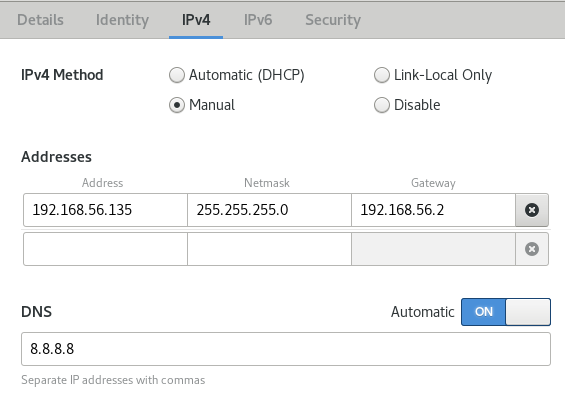 Details Identity IPv4 IPv6 Security
IPv4 Method Automatic (DHCP) Link-Local Only
Manual Disable
Addresses
Address Netmask Gateway
192.168.56.135 255.255.255.0 192.168.56.2
DNS Automatic ON
8.8.8.8
Separate IP addresses with commas